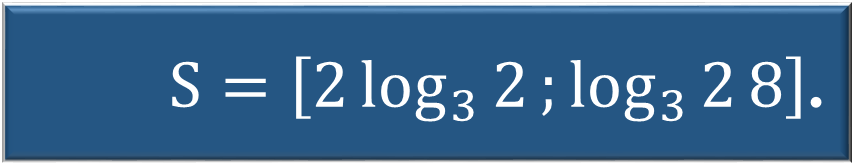 S = [2 log₃ 2 ; log₃ 2 8].